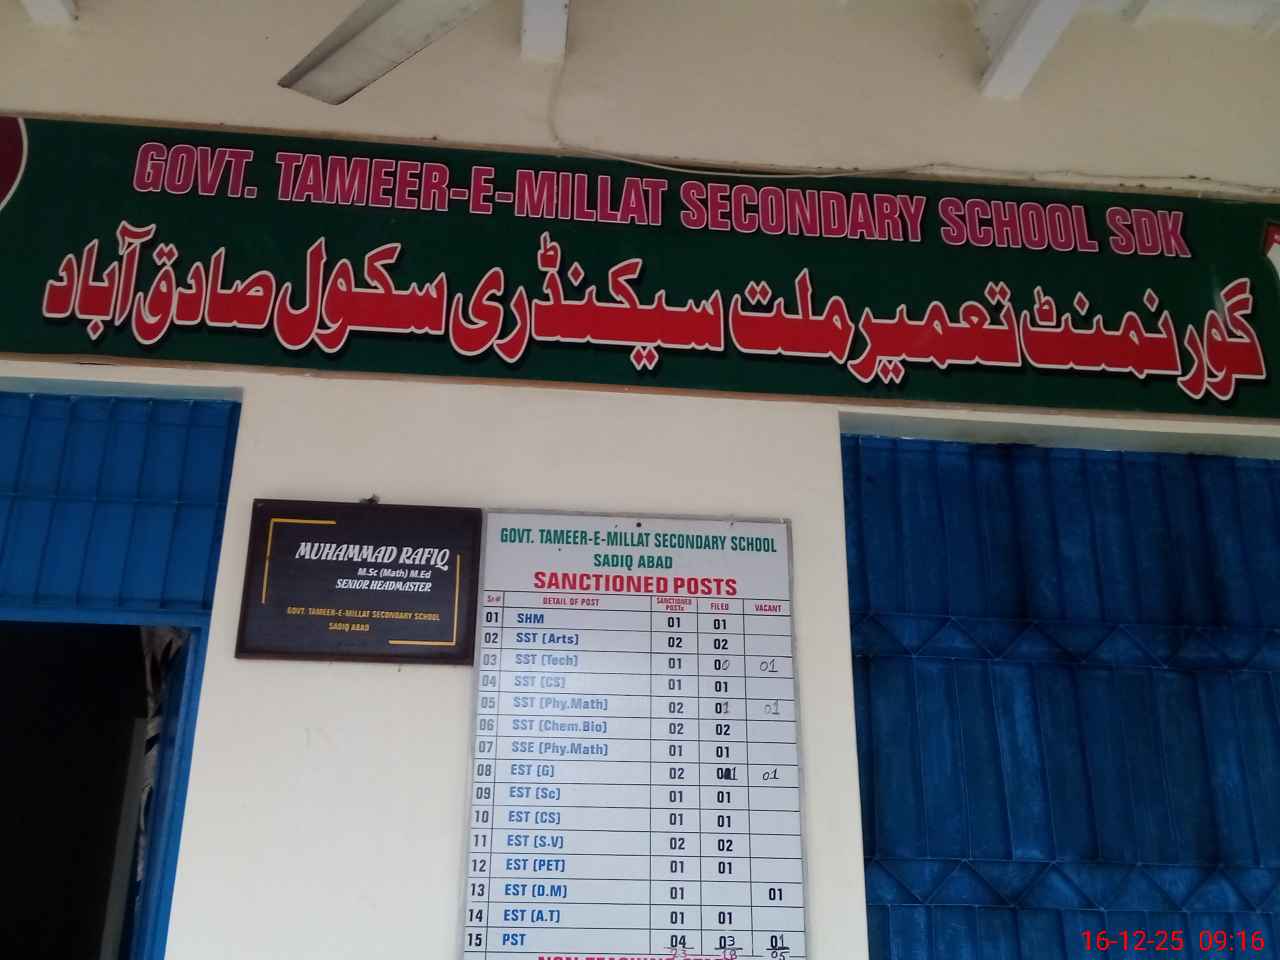 GOVT. TAMEER-E-MILLAT SECONDARY SCHOOL SDK
گورنمنٹ تعمیر ملت سیکنڈری سکول صادق آباد
MUHAMMAD RAFIQ
M.Sc (Math) M.Ed
SENIOR HEADMASTER
GOVT. TAMEER-E-MILLAT SECONDARY SCHOOL
SADIQ ABAD
GOVT. TAMEER-E-MILLAT SECONDARY SCHOOL
SADIQ ABAD
SANCTIONED POSTS
Sr# DETAIL OF POST SANCTIONED POSTs FILED VACANT
01 SHM 01 01
02 SST (Arts) 02 02
03 SST (Tech) 01 00 01
04 SST (CS) 01 01
05 SST (Phy.Math) 02 01 01
06 SST (Chem.Bio) 02 02
07 SSE (Phy.Math) 01 01
08 EST (G) 02 01 01
09 EST (Sc) 01 01
10 EST (CS) 01 01
11 EST (S.V) 02 02
12 EST (PET) 01 01
13 EST (D.M) 01 01
14 EST (A.T) 01 01
15 PST 04 03 01
23 18 05
16-12-25 09:16